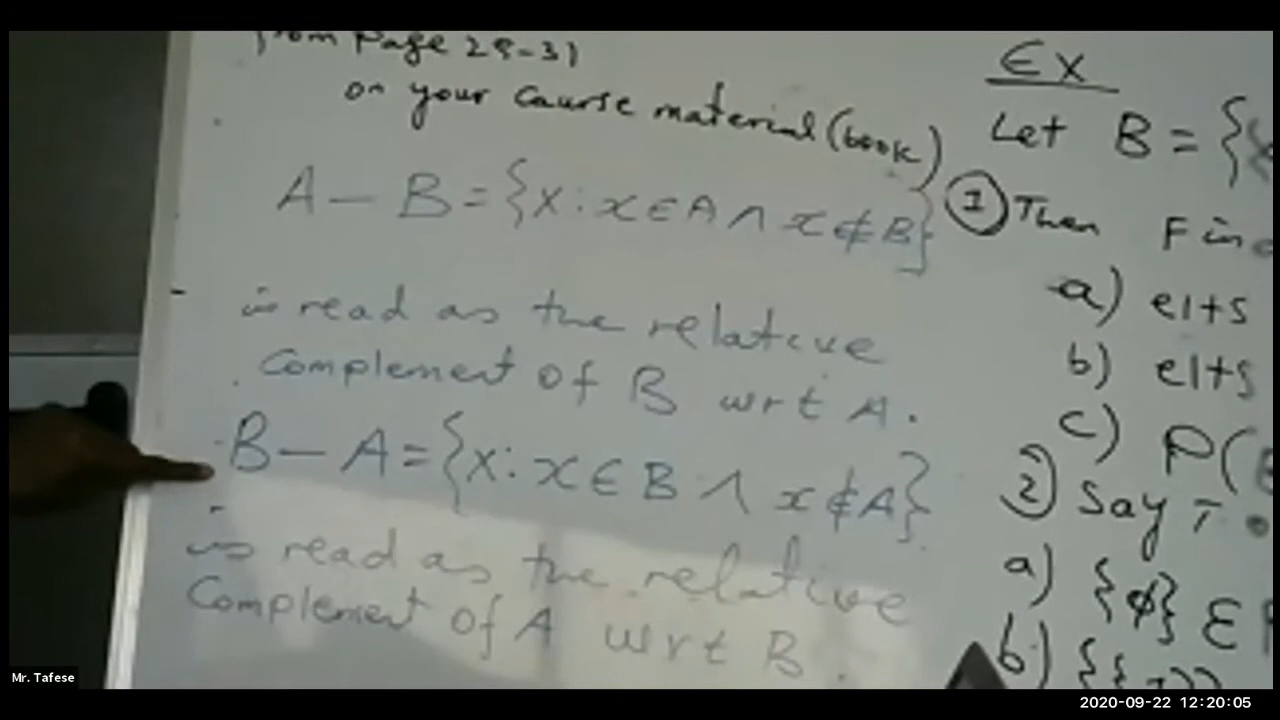 from Page 29-31
on your Caurse material (book)
A — B = {x : x ∈ A ∧ x ∉ B}
is read as the relative
Complement of B wrt A.
B — A = {x : x ∈ B ∧ x ∉ A}
is read as the relative
Complement of A wrt B.
Ex
Let B = {
① Then Find
a) elts
b) elts
c) P(
② Say T
a) {ϕ} ∈
b) {{
Mr. Tafese
2020-09-22 12:20:05